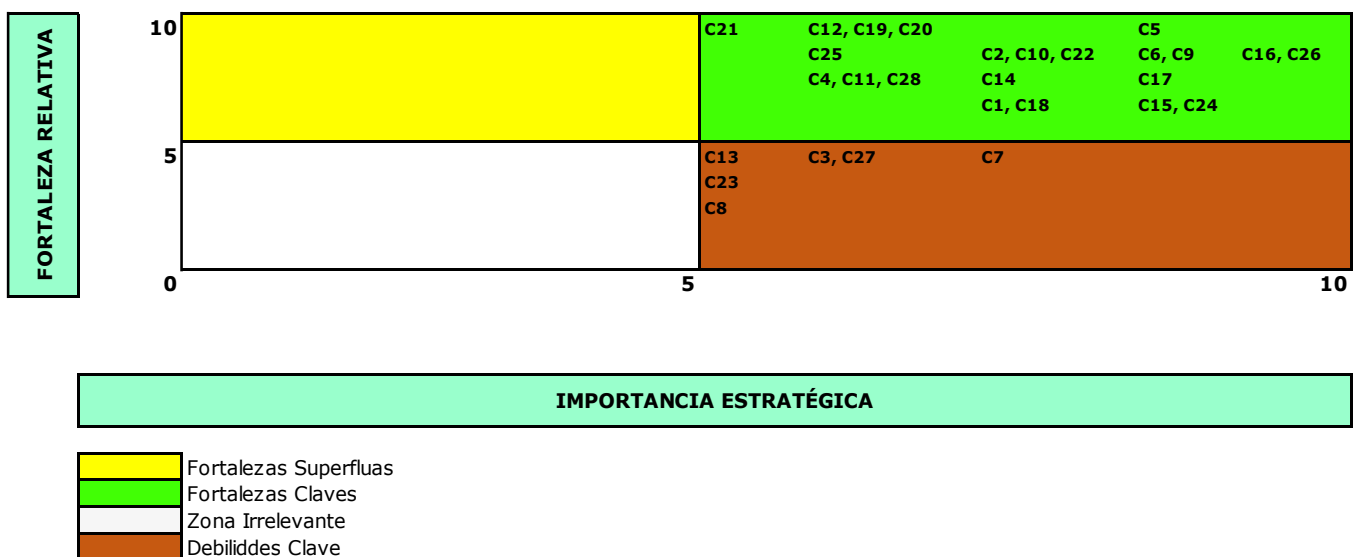 FORTALEZA RELATIVA
10
C21 C12, C19, C20 C5
C25 C2, C10, C22 C6, C9 C16, C26
C4, C11, C28 C14 C17
C1, C18 C15, C24
5
C13 C3, C27 C7
C23
C8
0 5 10
IMPORTANCIA ESTRATÉGICA
Fortalezas Superfluas
Fortalezas Claves
Zona Irrelevante
Debiliddes Clave